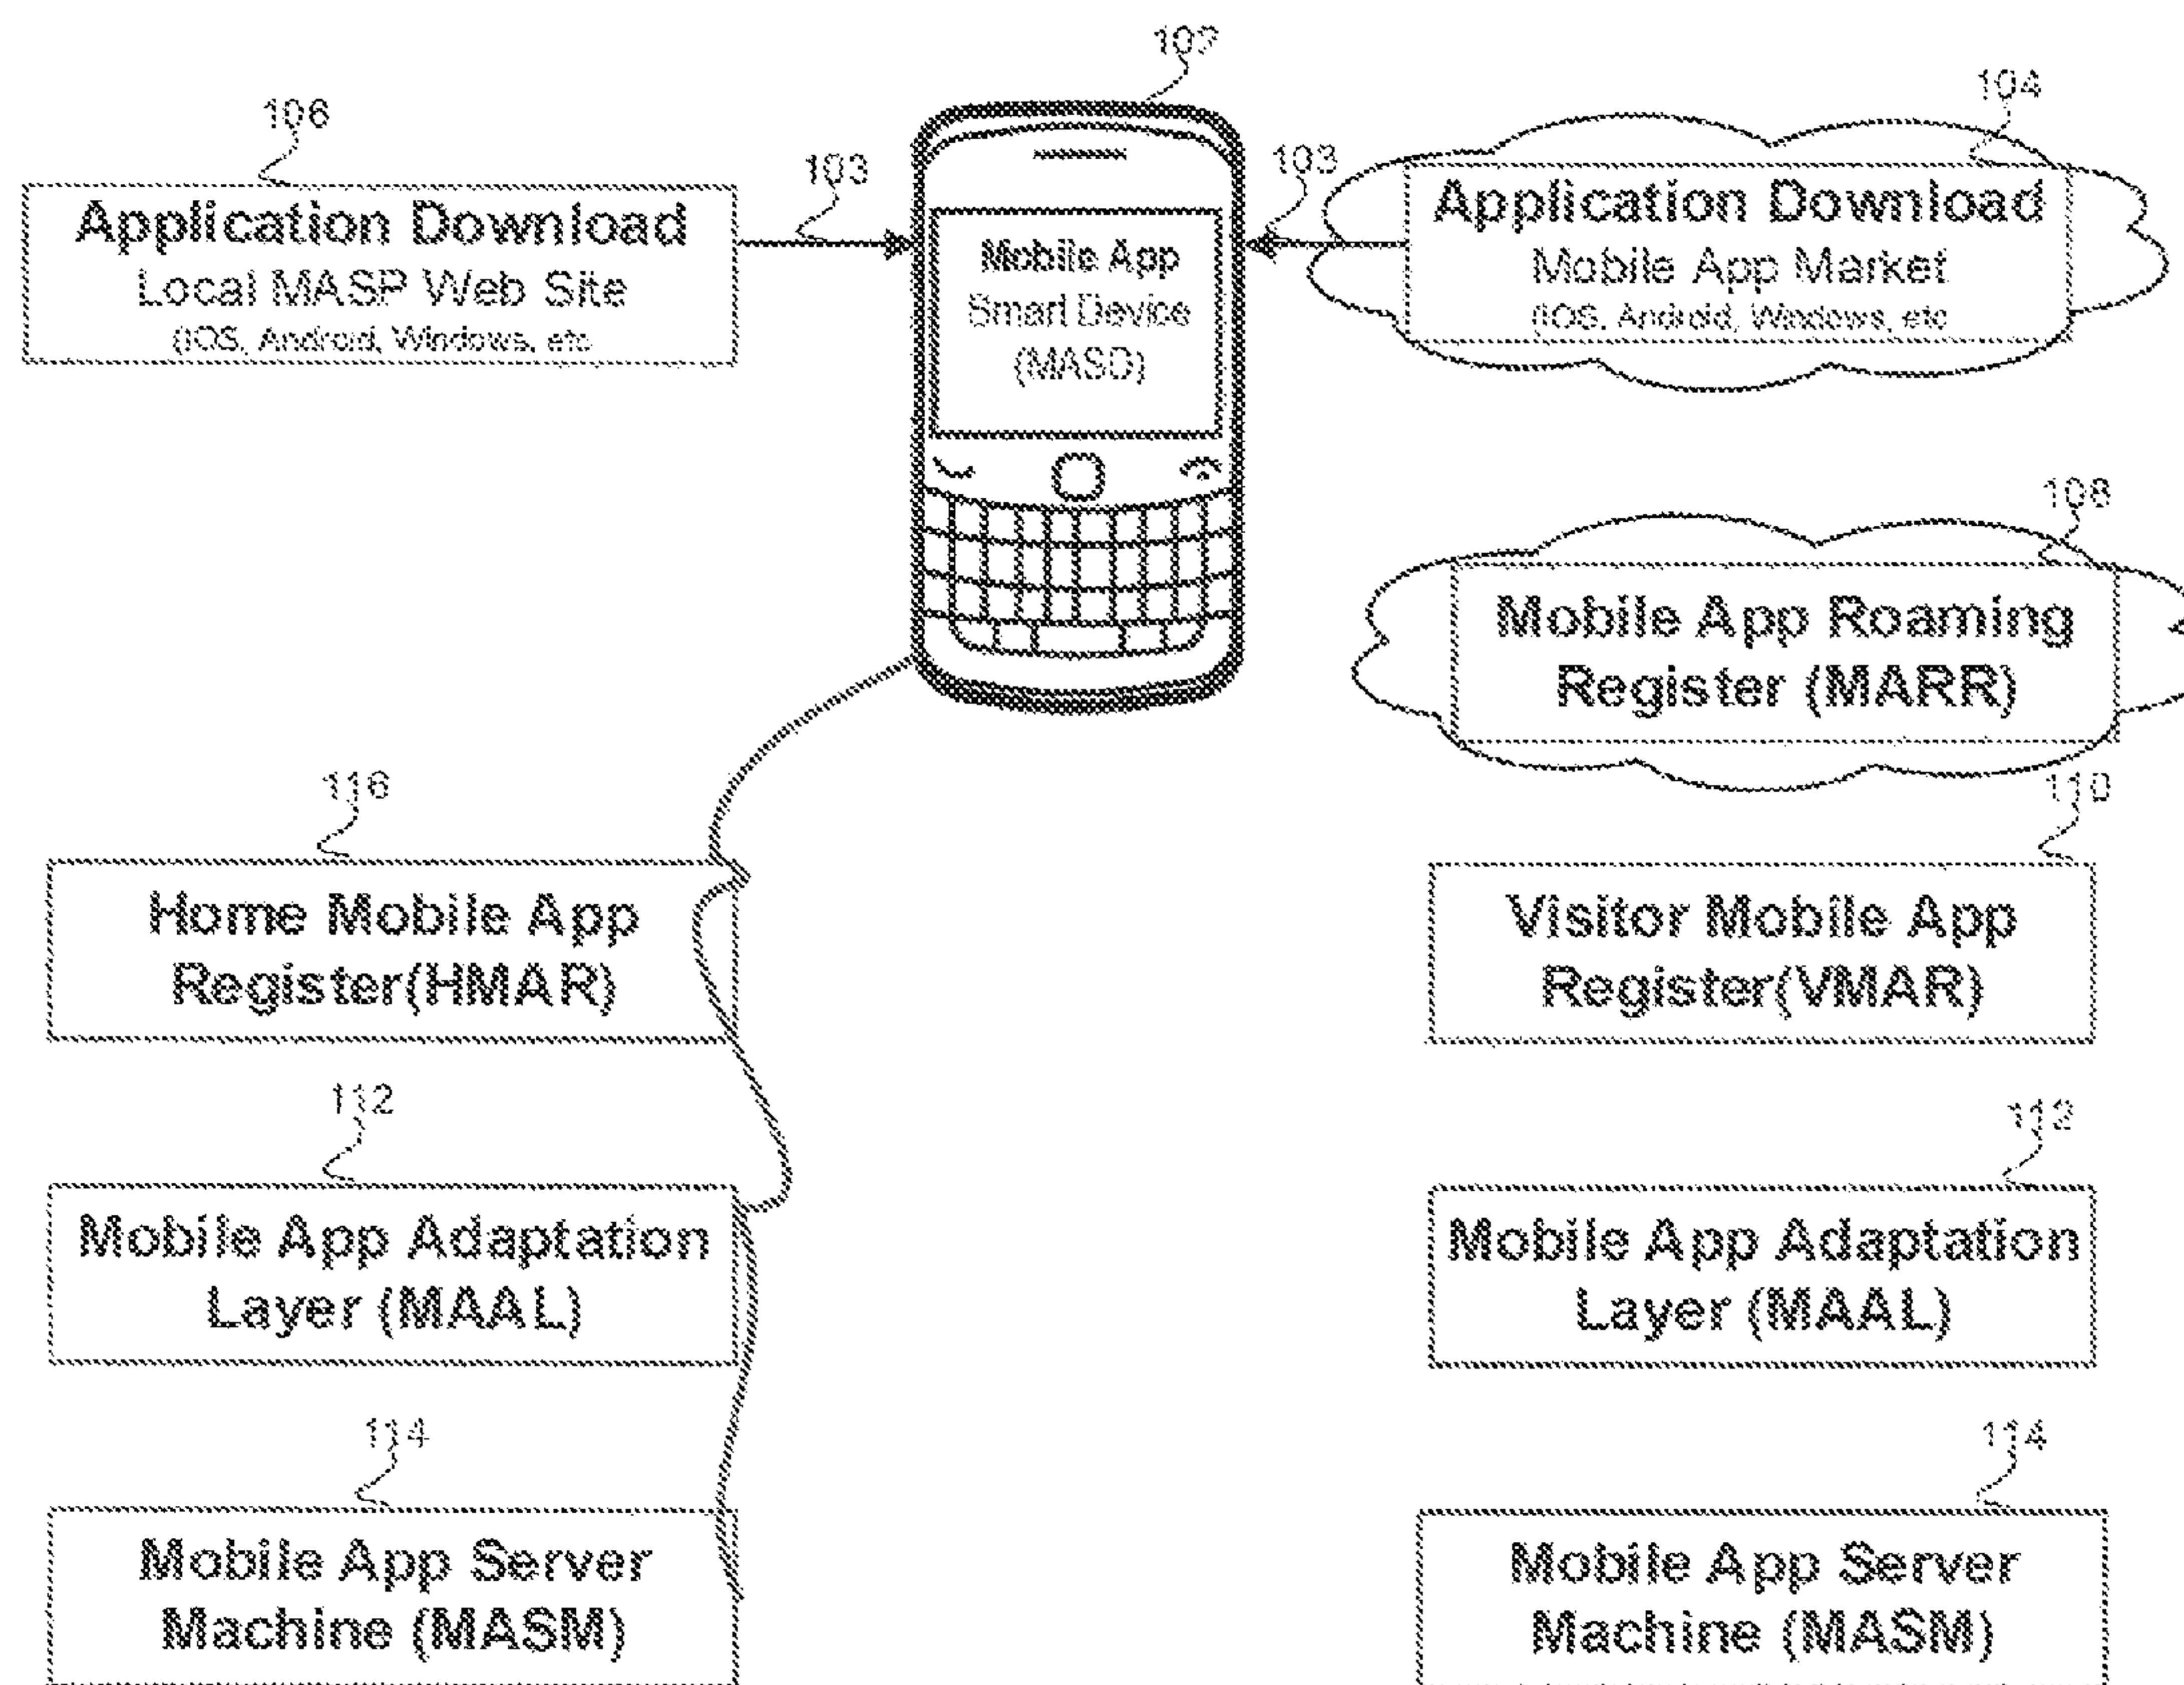 102
104
106
103
103
Application Download
Local MASP Web Site
(IOS, Android, Windows, etc
Mobile App
Smart Device
(MASD)
Application Download
Mobile App Market
(IOS, Android, Windows, etc
108
Mobile App Roaming
Register (MARR)
116
110
Home Mobile App
Register(HMAR)
Visitor Mobile App
Register(VMAR)
112
112
Mobile App Adaptation
Layer (MAAL)
Mobile App Adaptation
Layer (MAAL)
114
114
Mobile App Server
Machine (MASM)
Mobile App Server
Machine (MASM)